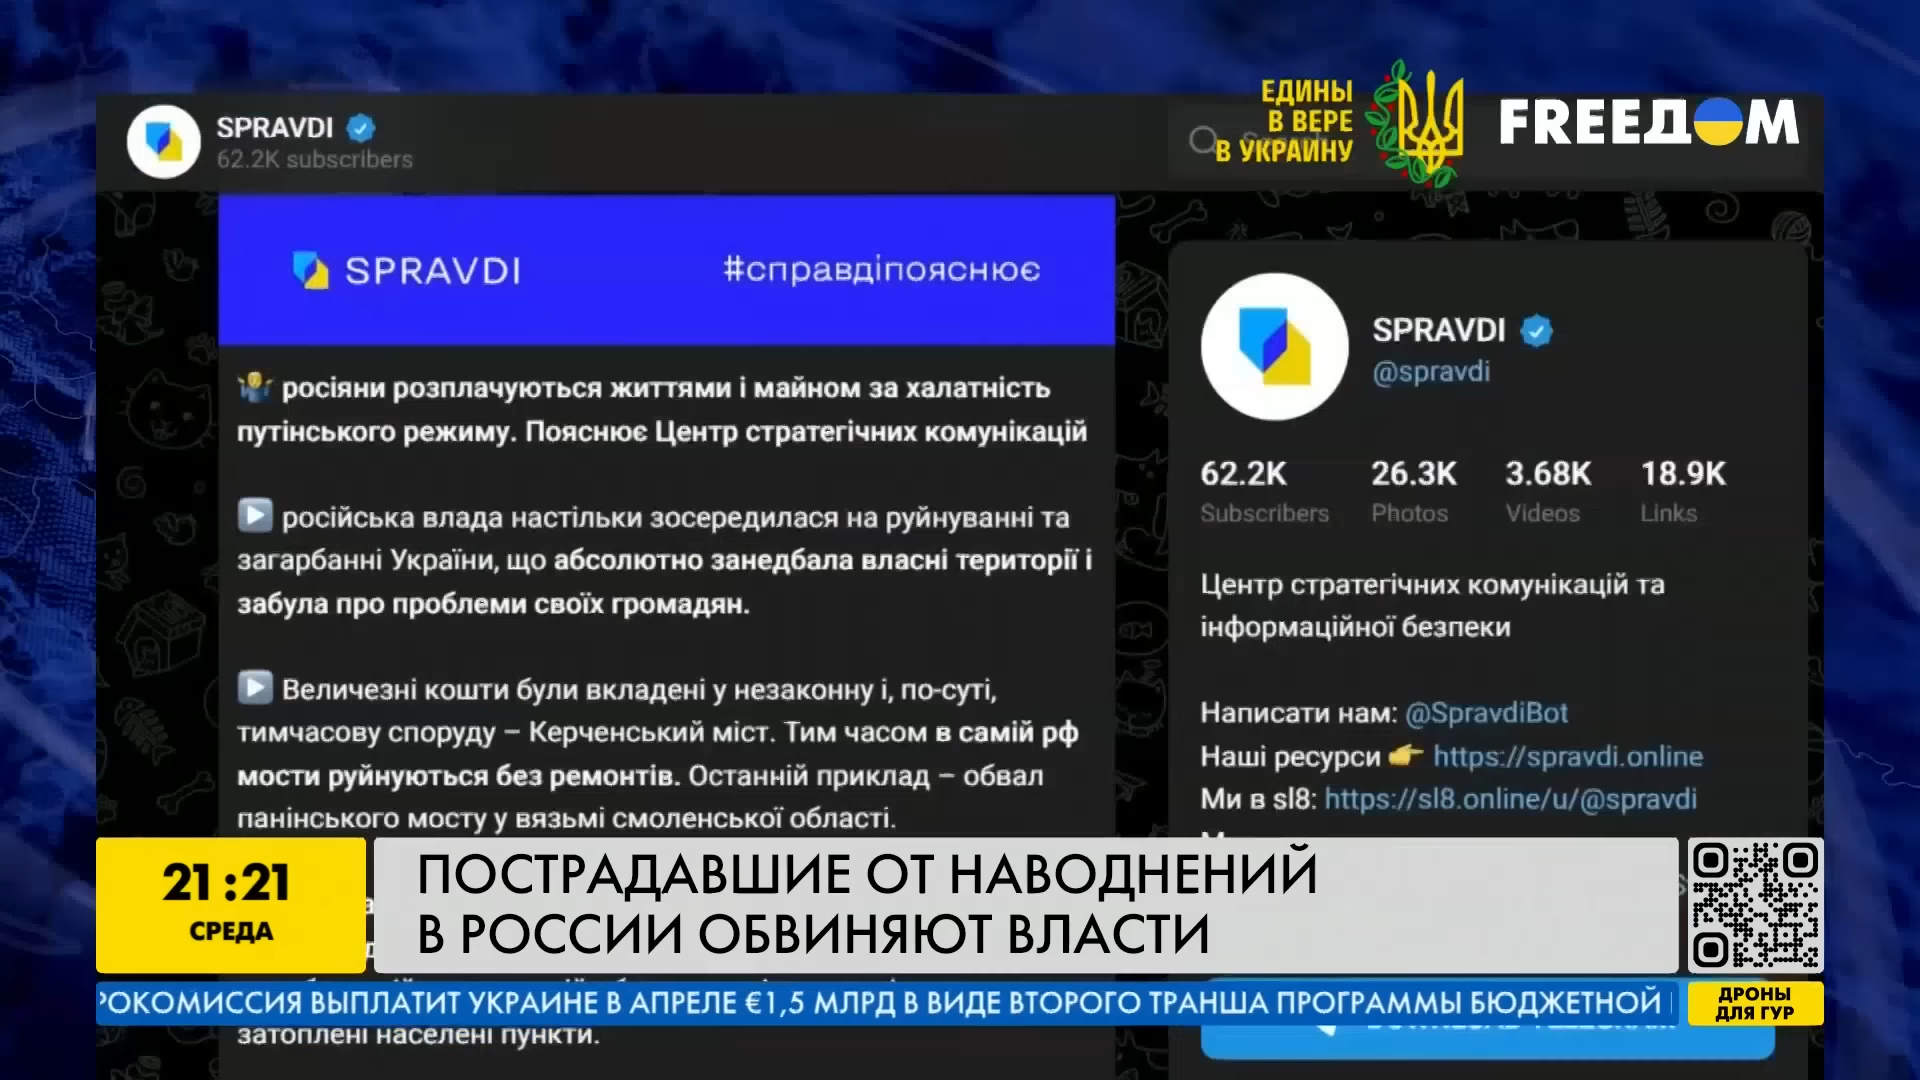 SPRAVDI
62.2K subscribers
ЕДИНЫ
В ВЕРЕ
В УКРАИНУ
FREEДOM
SPRAVDI
#справдіпояснює
росіяни розплачуються життями і майном за халатність
путінського режиму. Пояснює Центр стратегічних комунікацій
російська влада настільки зосередилася на руйнуванні та
загарбанні України, що абсолютно занедбала власні території і
забула про проблеми своїх громадян.
Величезні кошти були вкладені у незаконну і, по-суті,
тимчасову споруду – Керченський міст. Тим часом в самій рф
мости руйнуються без ремонтів. Останній приклад – обвал
панінського мосту у вязьмі смоленської області.
затоплені населені пункти.
SPRAVDI
@spravdi
62.2K 26.3K 3.68K 18.9K
Subscribers Photos Videos Links
Центр стратегічних комунікацій та
інформаційної безпеки
Написати нам: @SpravdiBot
Наші ресурси https://spravdi.online
Ми в sl8: https://sl8.online/u/@spravdi
21:21
СРЕДА
ПОСТРАДАВШИЕ ОТ НАВОДНЕНИЙ
В РОССИИ ОБВИНЯЮТ ВЛАСТИ
РОКОМИССИЯ ВЫПЛАТИТ УКРАИНЕ В АПРЕЛЕ €1,5 МЛРД В ВИДЕ ВТОРОГО ТРАНША ПРОГРАММЫ БЮДЖЕТНОЙ
ДРОНЫ
ДЛЯ ГУР